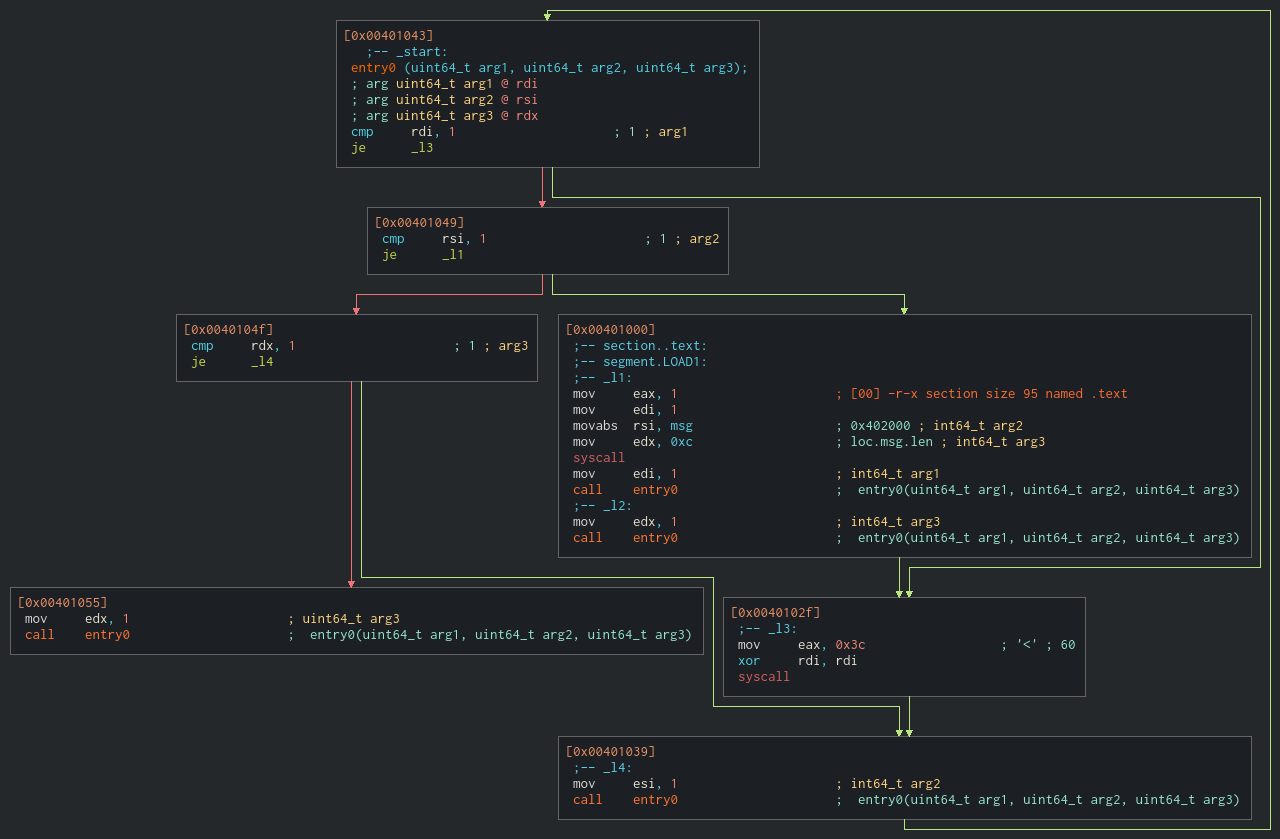 [0x00401043]
;-- _start:
entry0 (uint64_t arg1, uint64_t arg2, uint64_t arg3);
; arg uint64_t arg1 @ rdi
; arg uint64_t arg2 @ rsi
; arg uint64_t arg3 @ rdx
cmp rdi, 1 ; 1 ; arg1
je _l3
[0x00401049]
cmp rsi, 1 ; 1 ; arg2
je _l1
[0x0040104f]
cmp rdx, 1 ; 1 ; arg3
je _l4
[0x00401000]
;-- section..text:
;-- segment.LOAD1:
;-- _l1:
mov eax, 1 ; [00] -r-x section size 95 named .text
mov edi, 1
movabs rsi, msg ; 0x402000 ; int64_t arg2
mov edx, 0xc ; loc.msg.len ; int64_t arg3
syscall
mov edi, 1 ; int64_t arg1
call entry0 ; entry0(uint64_t arg1, uint64_t arg2, uint64_t arg3)
;-- _l2:
mov edx, 1 ; int64_t arg3
call entry0 ; entry0(uint64_t arg1, uint64_t arg2, uint64_t arg3)
[0x00401055]
mov edx, 1 ; uint64_t arg3
call entry0 ; entry0(uint64_t arg1, uint64_t arg2, uint64_t arg3)
[0x0040102f]
;-- _l3:
mov eax, 0x3c ; '<' ; 60
xor rdi, rdi
syscall
[0x00401039]
;-- _l4:
mov esi, 1 ; int64_t arg2
call entry0 ; entry0(uint64_t arg1, uint64_t arg2, uint64_t arg3)